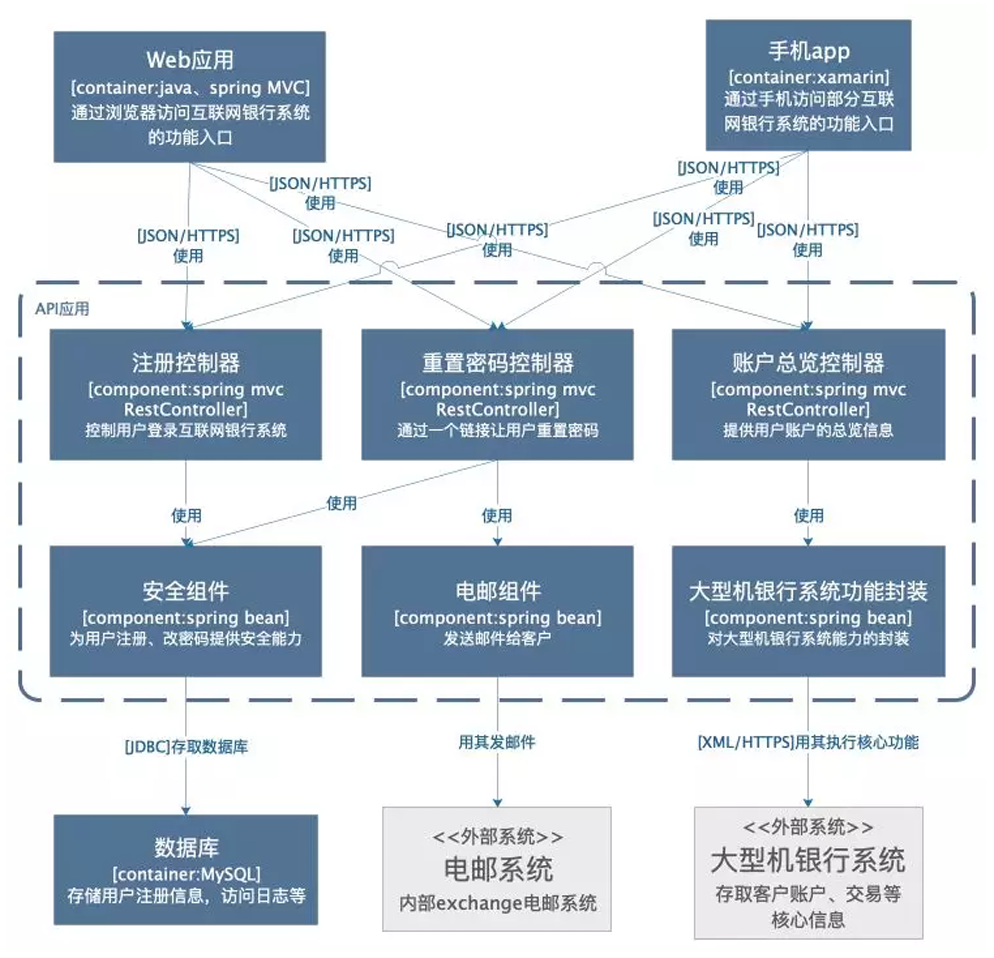 Web应用
[container:java、spring MVC]
通过浏览器访问互联网银行系统
的功能入口
手机app
[container:xamarin]
通过手机访问部分互联
网银行系统的功能入口
[JSON/HTTPS]
使用
[JSON/HTTPS]
使用
[JSON/HTTPS]
使用
[JSON/HTTPS]
使用
[JSON/HTTPS]
使用
[JSON/HTTPS]
使用
[JSON/HTTPS]
使用
API应用
注册控制器
[component:spring mvc
RestController]
控制用户登录互联网银行系统
重置密码控制器
[component:spring mvc
RestController]
通过一个链接让用户重置密码
账户总览控制器
[component:spring mvc
RestController]
提供用户账户的总览信息
使用
使用
使用
使用
安全组件
[component:spring bean]
为用户注册、改密码提供安全能力
电邮组件
[component:spring bean]
发送邮件给客户
大型机银行系统功能封装
[component:spring bean]
对大型机银行系统能力的封装
[JDBC]存取数据库
用其发邮件
[XML/HTTPS]用其执行核心功能
数据库
[container:MySQL]
存储用户注册信息，访问日志等
<<外部系统>>
电邮系统
内部exchange电邮系统
<<外部系统>>
大型机银行系统
存取客户账户、交易等
核心信息